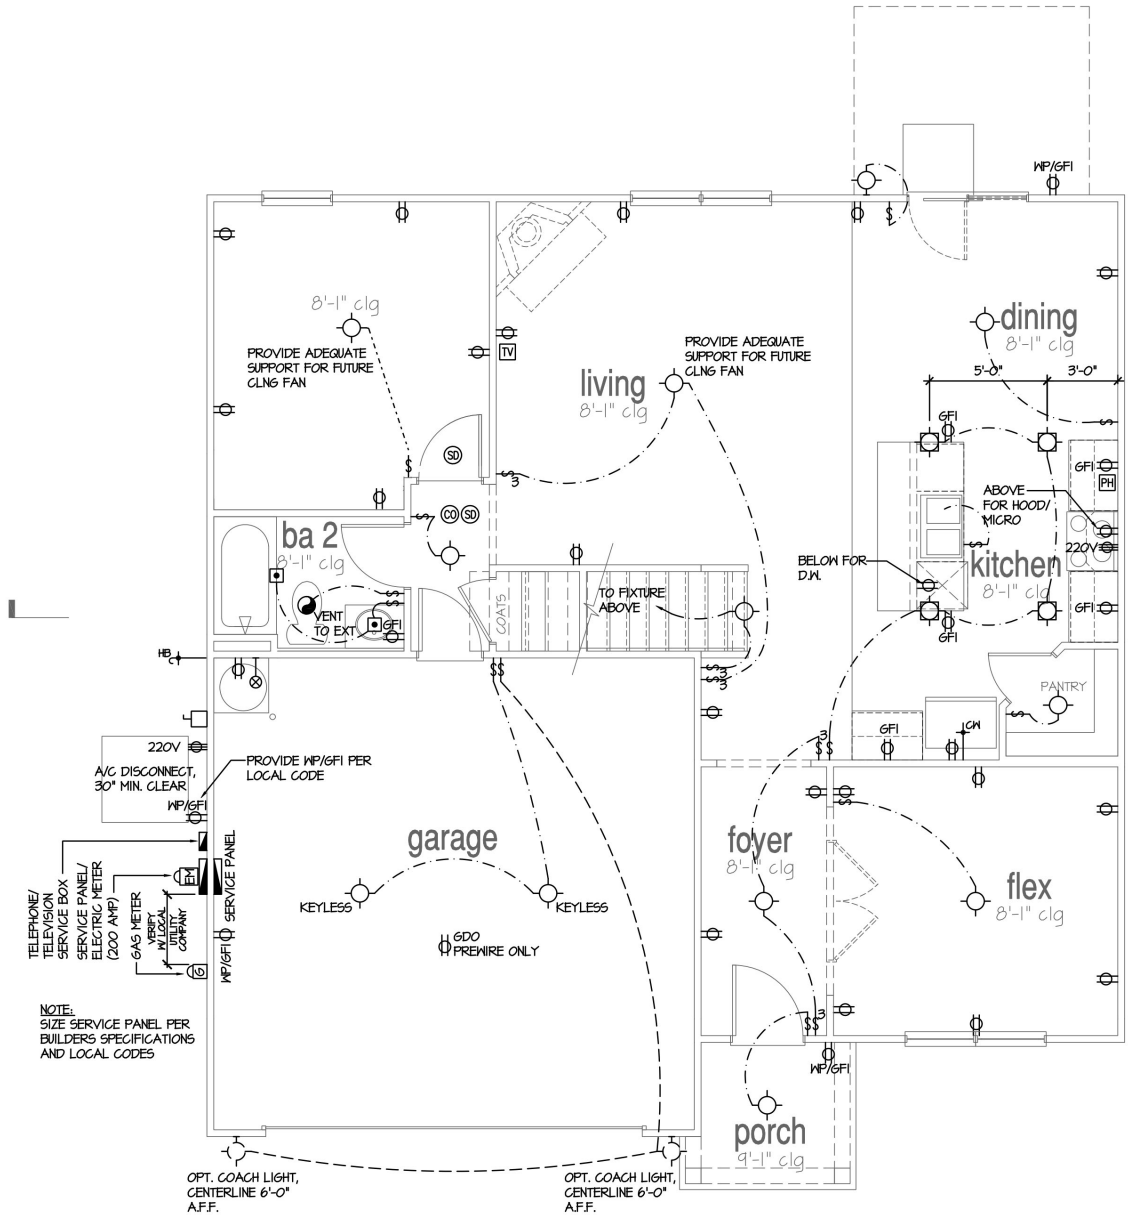 WP/GFI
8'-1" clg
PROVIDE ADEQUATE
SUPPORT FOR FUTURE
CLNG FAN
TV
living
8'-1" clg
PROVIDE ADEQUATE
SUPPORT FOR FUTURE
CLNG FAN
dining
8'-1" clg
5'-0"
3'-0"
S
GFI
S
S
3
SD
GFI
PH
ABOVE
FOR HOOD/
MICRO
CO
SD
S
S
220V
ba 2
8'-1" clg
kitchen
8'-1" clg
BELOW FOR
D.W.
COATS
TO FIXTURE
ABOVE
VENT
TO EXT
S
S
GFI
GFI
GFI
HB
SS
S3
S3
PANTRY
S
GFI
CW
3
SS
220V
A/C DISCONNECT,
30" MIN. CLEAR
PROVIDE WP/GFI PER
LOCAL CODE
WP/GFI
S
garage
foyer
8'-1" clg
flex
8'-1" clg
KEYLESS
KEYLESS
GDO
PREWIRE ONLY
TELEPHONE/
TELEVISION
SERVICE BOX
SERVICE PANEL/
ELECTRIC METER
(200 AMP)
GAS METER
VERIFY
W/ LOCAL
UTILITY
COMPANY
EM
G
SERVICE PANEL
WP/GFI
NOTE:
SIZE SERVICE PANEL PER
BUILDERS SPECIFICATIONS
AND LOCAL CODES
S
SS3
WP/GFI
porch
9'-1" clg
OPT. COACH LIGHT,
CENTERLINE 6'-0"
A.F.F.
OPT. COACH LIGHT,
CENTERLINE 6'-0"
A.F.F.